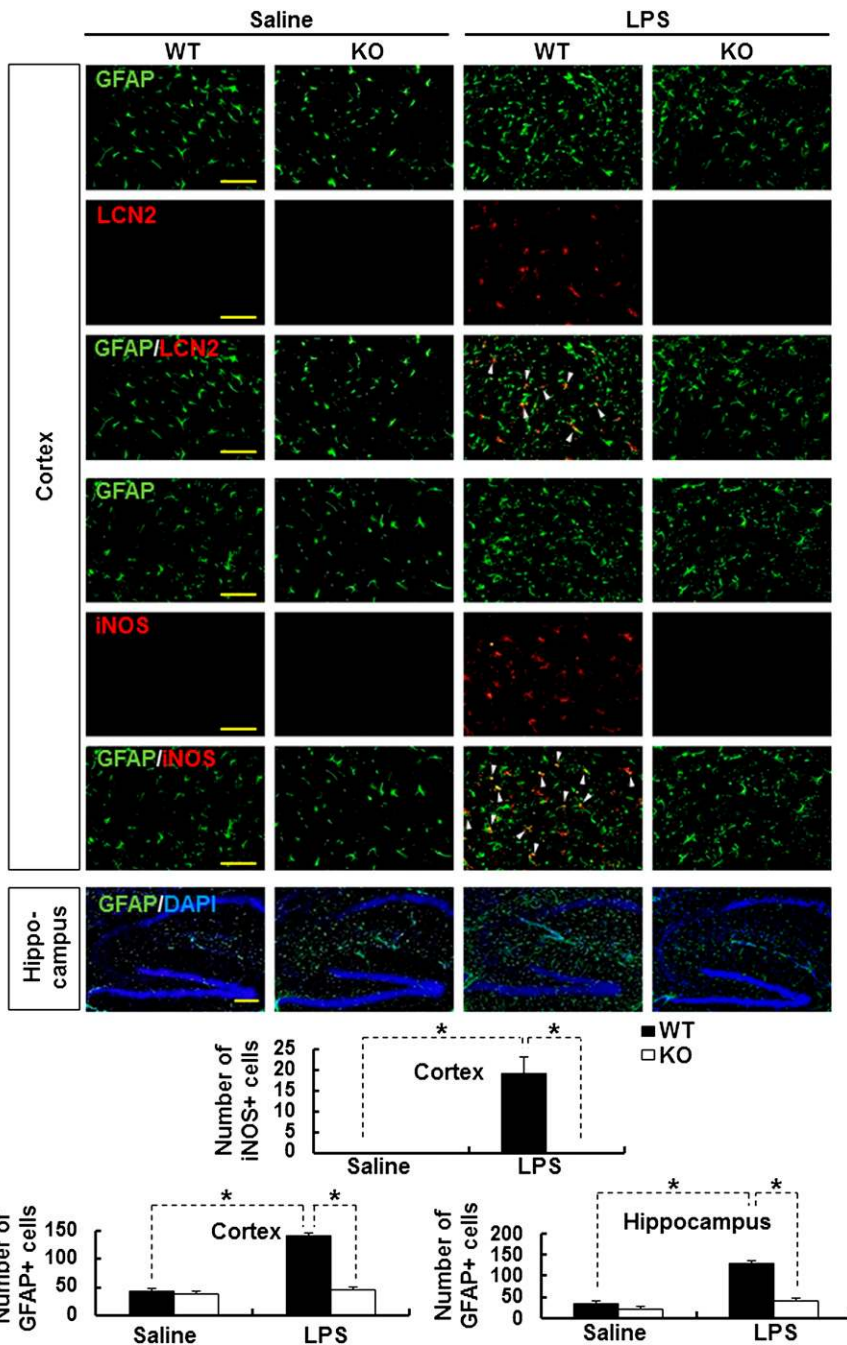 Saline LPS
WT KO WT KO
Cortex
GFAP
LCN2
GFAP/LCN2
GFAP
iNOS
GFAP/iNOS
Hippo-
campus
GFAP/DAPI
* *
WT
KO
Number of
iNOS+ cells
25
20
15
10
5
0
Cortex
Saline LPS
Number of
GFAP+ cells
150
100
50
0
* *
Cortex
Saline LPS
Number of
GFAP+ cells
200
150
100
50
0
* *
Hippocampus
Saline LPS